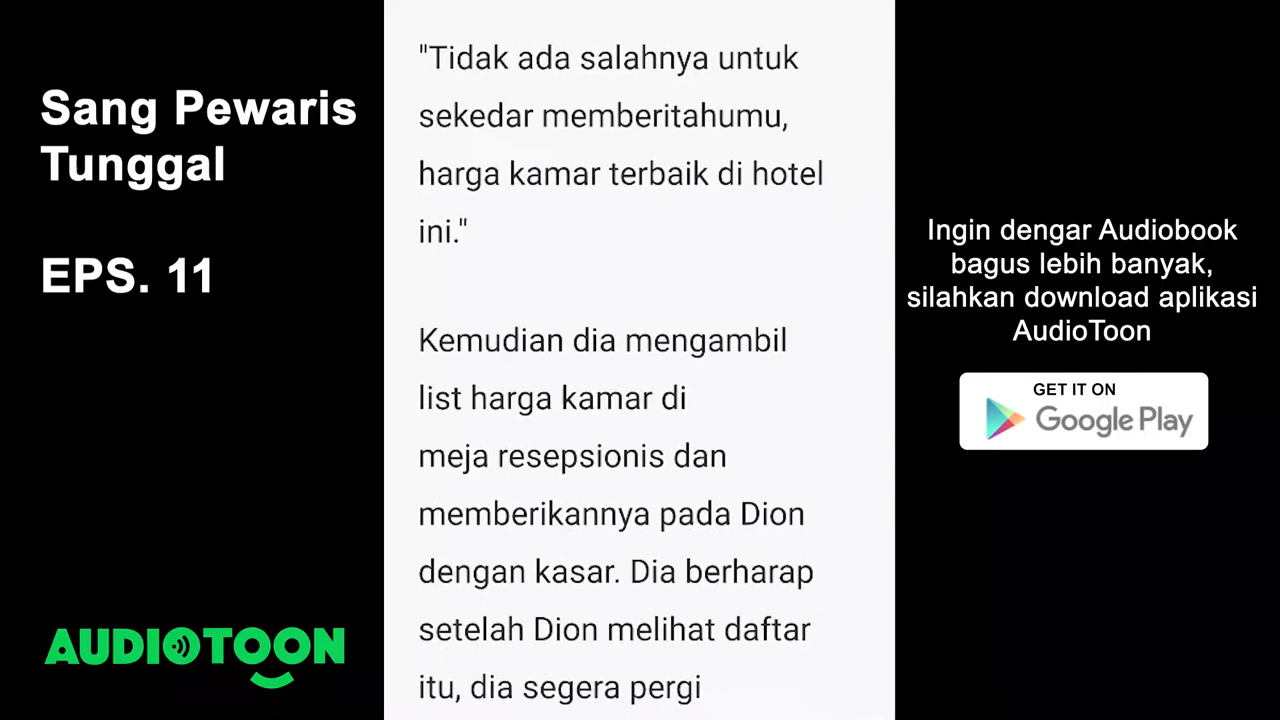 Sang Pewaris
Tunggal
EPS. 11
AUDIOTOON
"Tidak ada salahnya untuk
sekedar memberitahumu,
harga kamar terbaik di hotel
ini."
Kemudian dia mengambil
list harga kamar di
meja resepsionis dan
memberikannya pada Dion
dengan kasar. Dia berharap
setelah Dion melihat daftar
itu, dia segera pergi
Ingin dengar Audiobook
bagus lebih banyak,
silahkan download aplikasi
AudioToon
GET IT ON
Google Play